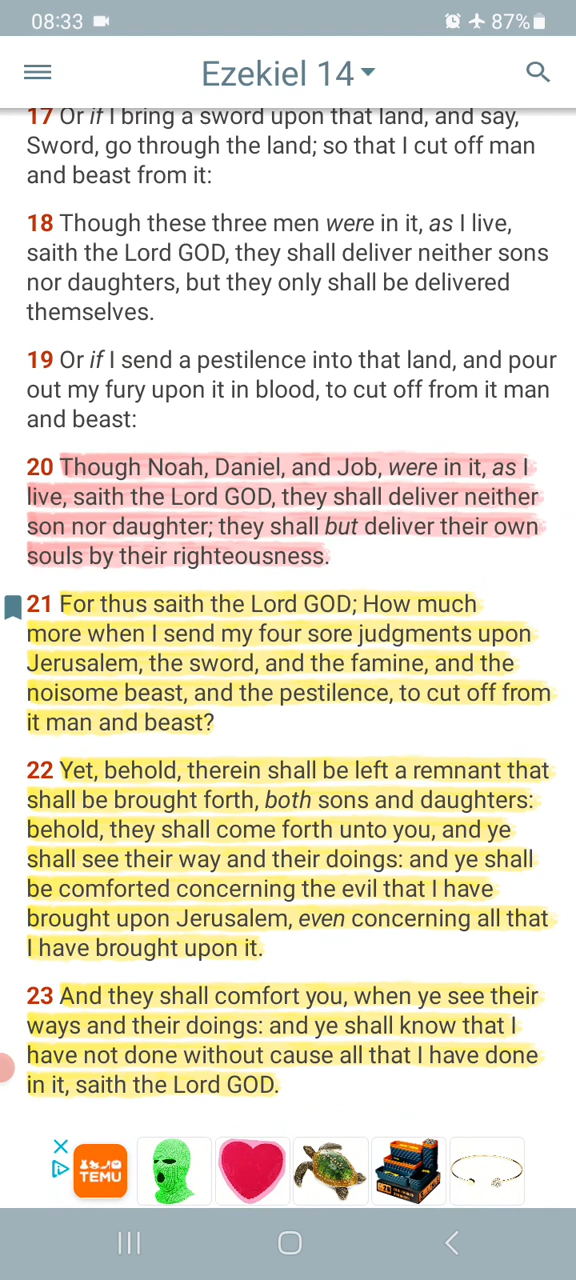 08:33
87%
Ezekiel 14
17 Or if I bring a sword upon that land, and say,
Sword, go through the land; so that I cut off man
and beast from it:
18 Though these three men were in it, as I live,
saith the Lord GOD, they shall deliver neither sons
nor daughters, but they only shall be delivered
themselves.
19 Or if I send a pestilence into that land, and pour
out my fury upon it in blood, to cut off from it man
and beast:
20 Though Noah, Daniel, and Job, were in it, as I
live, saith the Lord GOD, they shall deliver neither
son nor daughter; they shall but deliver their own
souls by their righteousness.
21 For thus saith the Lord GOD; How much
more when I send my four sore judgments upon
Jerusalem, the sword, and the famine, and the
noisome beast, and the pestilence, to cut off from
it man and beast?
22 Yet, behold, therein shall be left a remnant that
shall be brought forth, both sons and daughters:
behold, they shall come forth unto you, and ye
shall see their way and their doings: and ye shall
be comforted concerning the evil that I have
brought upon Jerusalem, even concerning all that
I have brought upon it.
23 And they shall comfort you, when ye see their
ways and their doings: and ye shall know that I
have not done without cause all that I have done
in it, saith the Lord GOD.
TEMU